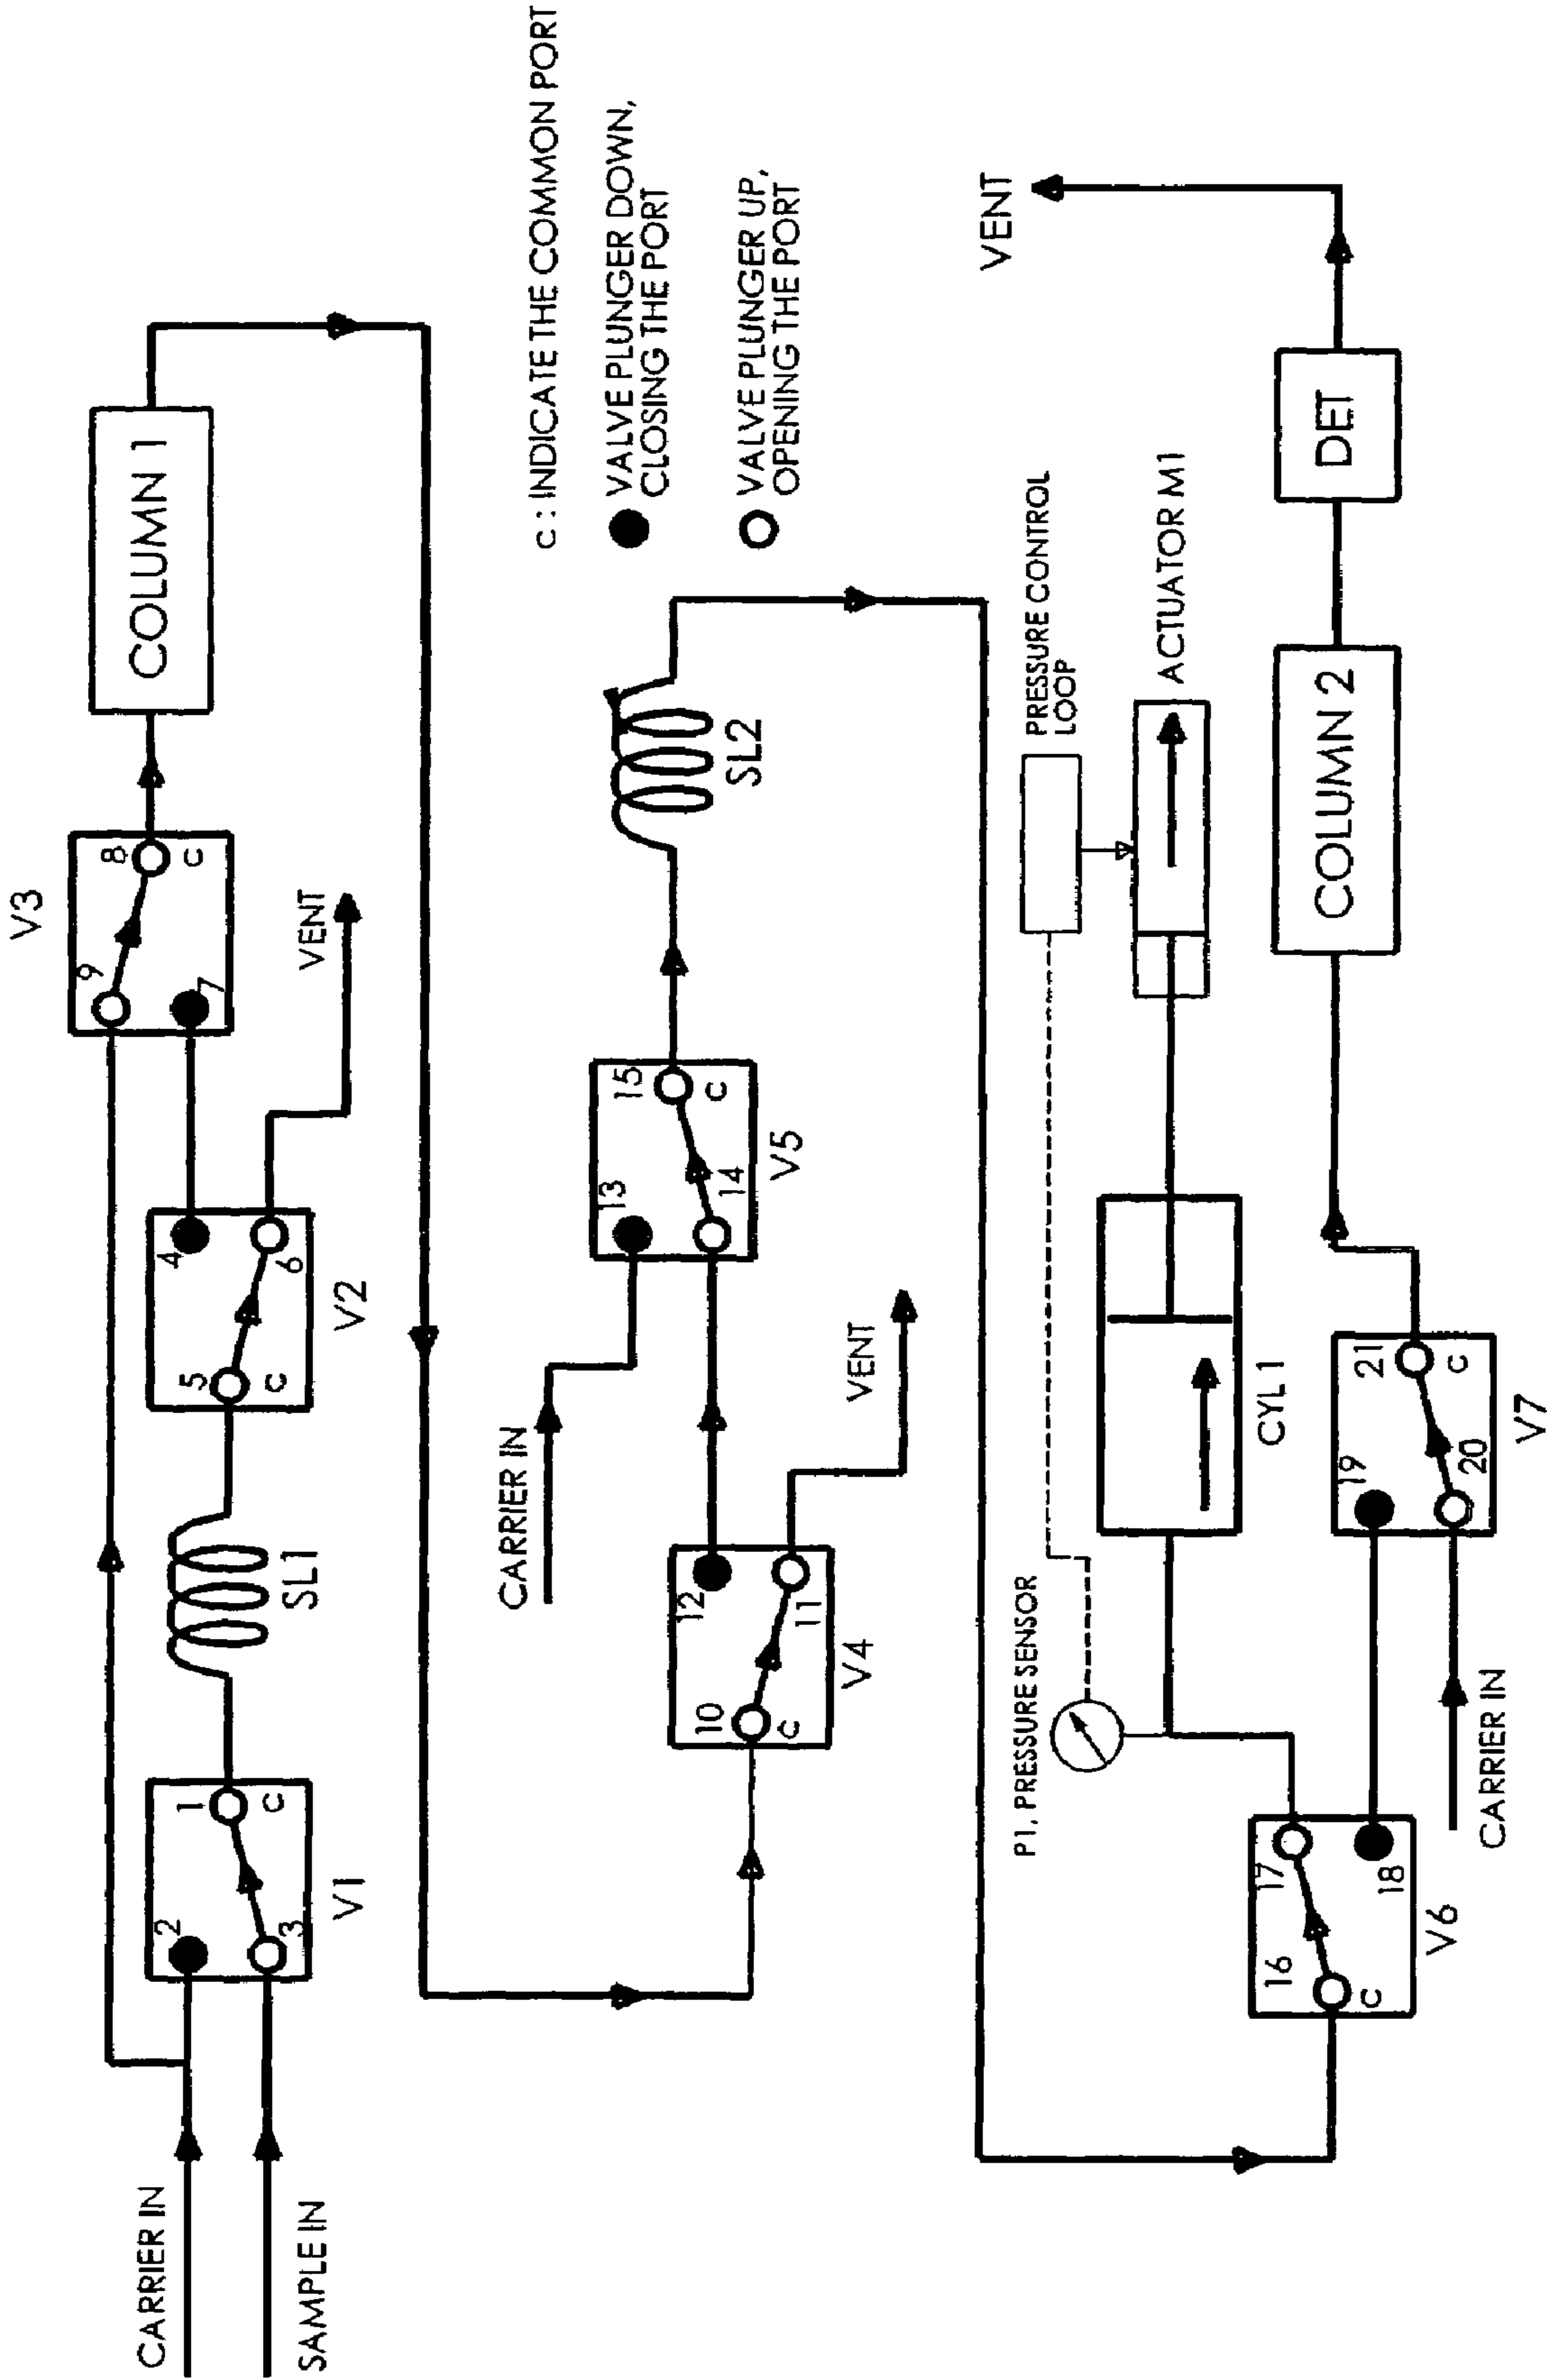 V3
9
8
c
7
COLUMN 1
CARRIER IN
SAMPLE IN
2
3
1
c
V1
SL1
5
c
4
6
V2
VENT
c : INDICATE THE COMMON PORT
VALVE PLUNGER DOWN,
CLOSING THE PORT
VALVE PLUNGER UP,
OPENING THE PORT
CARRIER IN
10
c
12
11
V4
VENT
13
14
15
c
V5
SL2
P1, PRESSURE SENSOR
PRESSURE CONTROL
LOOP
ACTUATOR M1
CYL1
VENT
16
c
17
18
V6
CARRIER IN
19
20
21
c
V7
COLUMN 2
DET